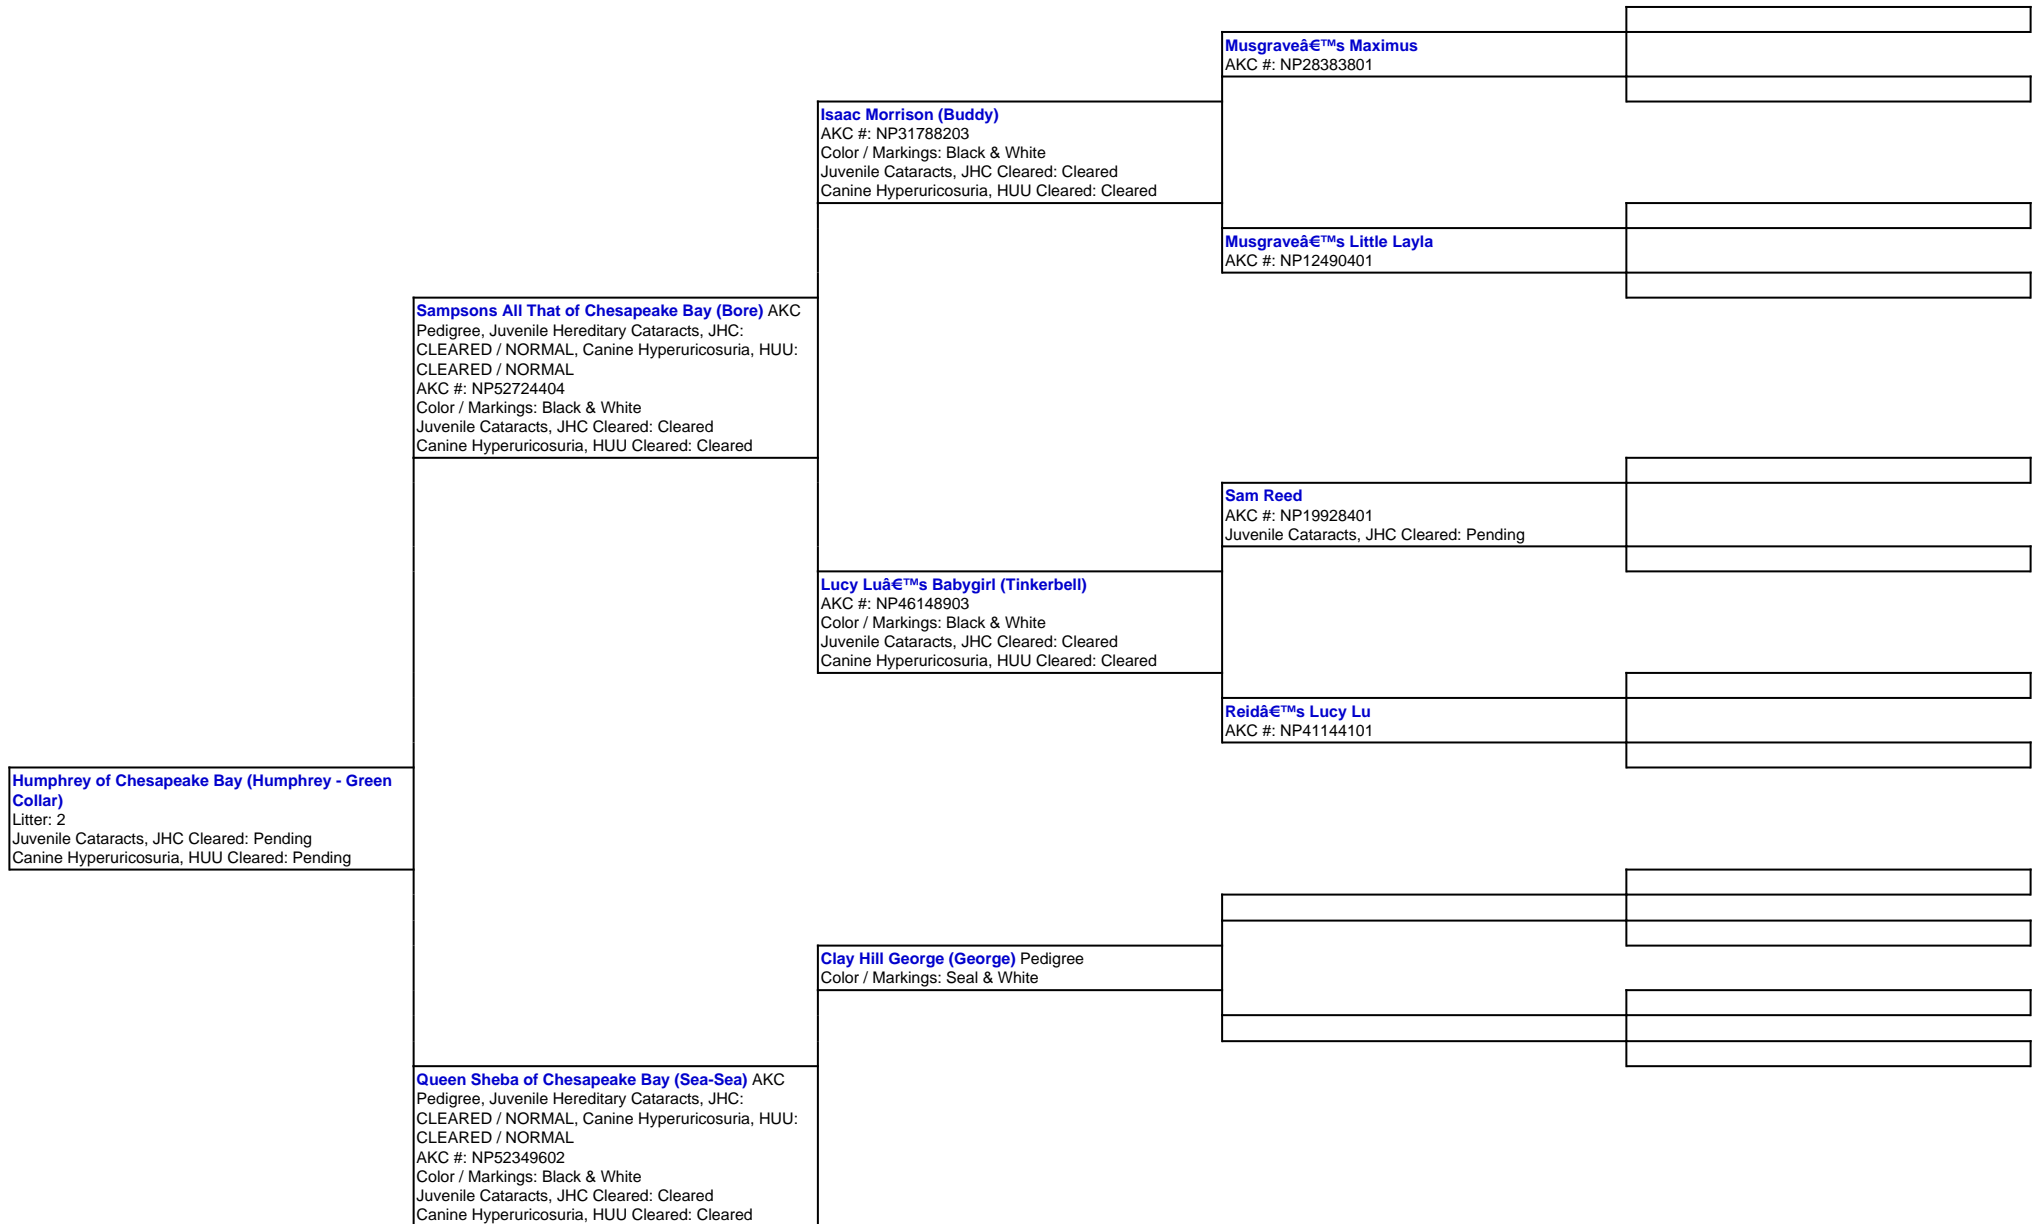 Musgraveâ€™s Maximus
AKC #: NP28383801
Isaac Morrison (Buddy)
AKC #: NP31788203
Color / Markings: Black & White
Juvenile Cataracts, JHC Cleared: Cleared
Canine Hyperuricosuria, HUU Cleared: Cleared
Musgraveâ€™s Little Layla
AKC #: NP12490401
Sampsons All That of Chesapeake Bay (Bore) AKC
Pedigree, Juvenile Hereditary Cataracts, JHC:
CLEARED / NORMAL, Canine Hyperuricosuria, HUU:
CLEARED / NORMAL
AKC #: NP52724404
Color / Markings: Black & White
Juvenile Cataracts, JHC Cleared: Cleared
Canine Hyperuricosuria, HUU Cleared: Cleared
Sam Reed
AKC #: NP19928401
Juvenile Cataracts, JHC Cleared: Pending
Lucy Luâ€™s Babygirl (Tinkerbell)
AKC #: NP46148903
Color / Markings: Black & White
Juvenile Cataracts, JHC Cleared: Cleared
Canine Hyperuricosuria, HUU Cleared: Cleared
Reidâ€™s Lucy Lu
AKC #: NP41144101
Humphrey of Chesapeake Bay (Humphrey - Green
Collar)
Litter: 2
Juvenile Cataracts, JHC Cleared: Pending
Canine Hyperuricosuria, HUU Cleared: Pending
Clay Hill George (George) Pedigree
Color / Markings: Seal & White
Queen Sheba of Chesapeake Bay (Sea-Sea) AKC
Pedigree, Juvenile Hereditary Cataracts, JHC:
CLEARED / NORMAL, Canine Hyperuricosuria, HUU:
CLEARED / NORMAL
AKC #: NP52349602
Color / Markings: Black & White
Juvenile Cataracts, JHC Cleared: Cleared
Canine Hyperuricosuria, HUU Cleared: Cleared